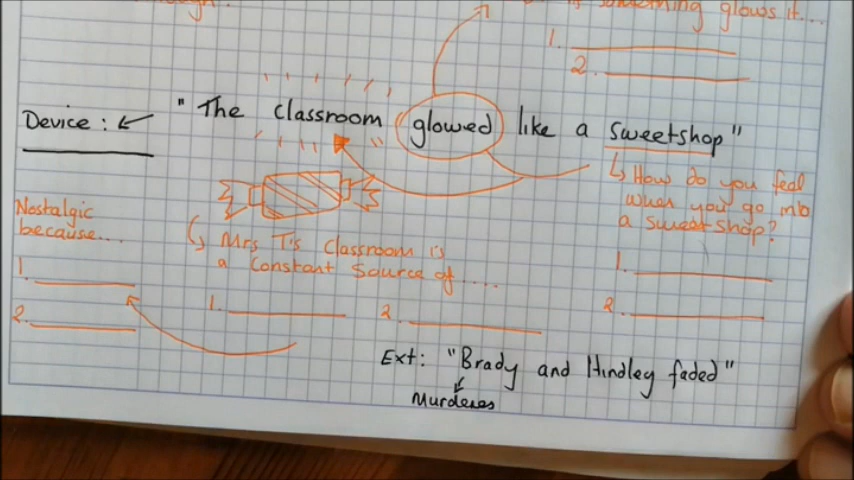 something glows it...
1.
2.
Device:
"The classroom glowed like a sweetshop"
How do you feel
when you go into
a sweetshop?
1.
2.
Nostalgic
because....
1.
2.
Mrs T's classroom is
a constant source of.....
1.
2.
Ext: "Brady and Hindley faded"
Murderes